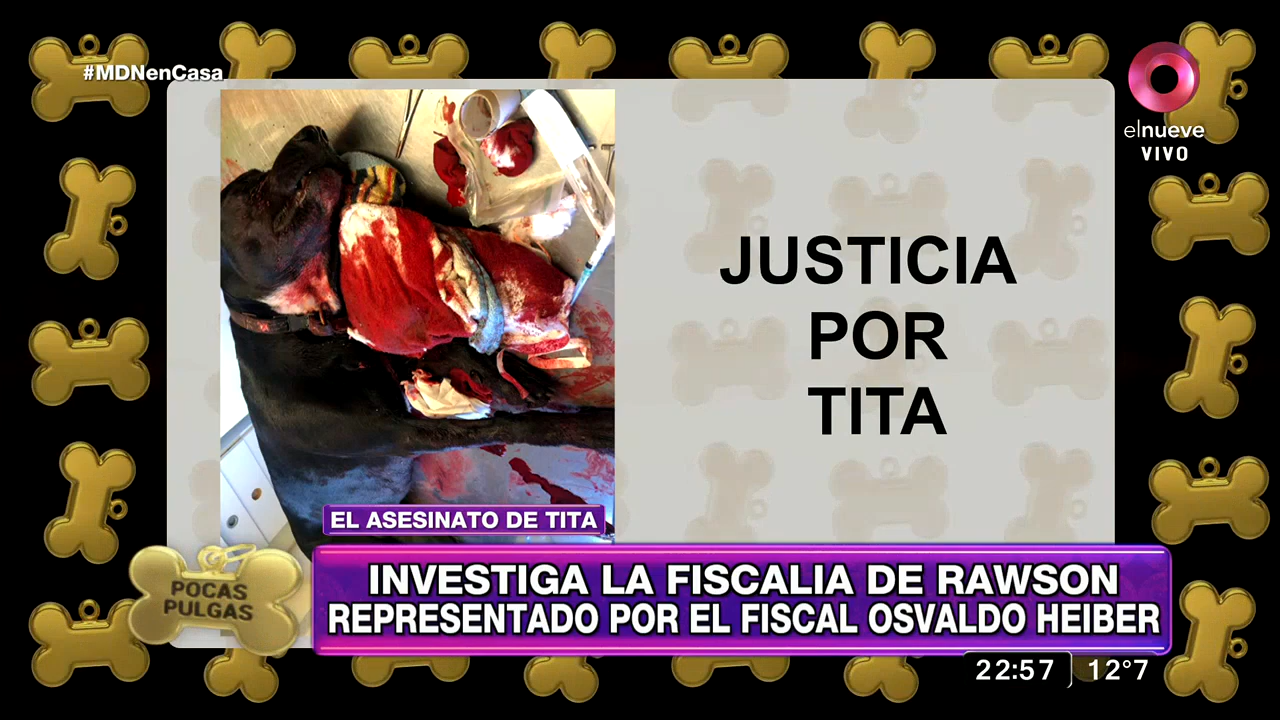 #MDNenCasa
elnueve
VIVO
JUSTICIA
POR
TITA
EL ASESINATO DE TITA
POCAS
PULGAS
INVESTIGA LA FISCALIA DE RAWSON
REPRESENTADO POR EL FISCAL OSVALDO HEIBER
22:57 12°7